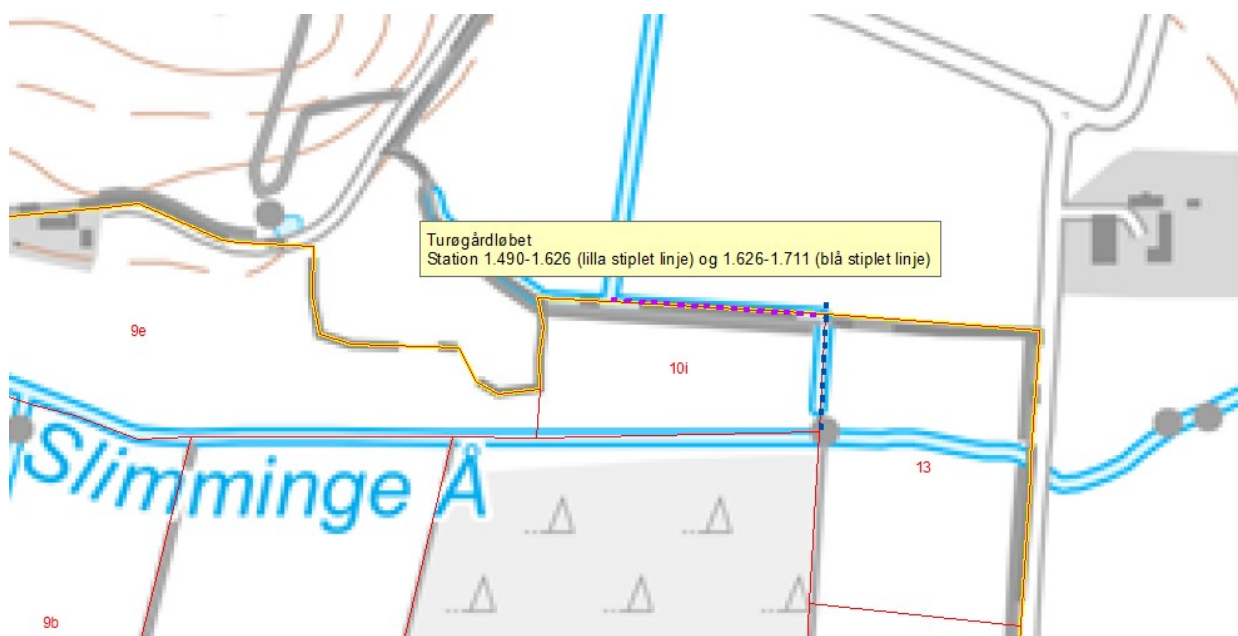 Turøgårdløbet
Station 1.490-1.626 (lilla stiplet linje) og 1.626-1.711 (blå stiplet linje)
9e
10i
Slimminge Å
13
9b